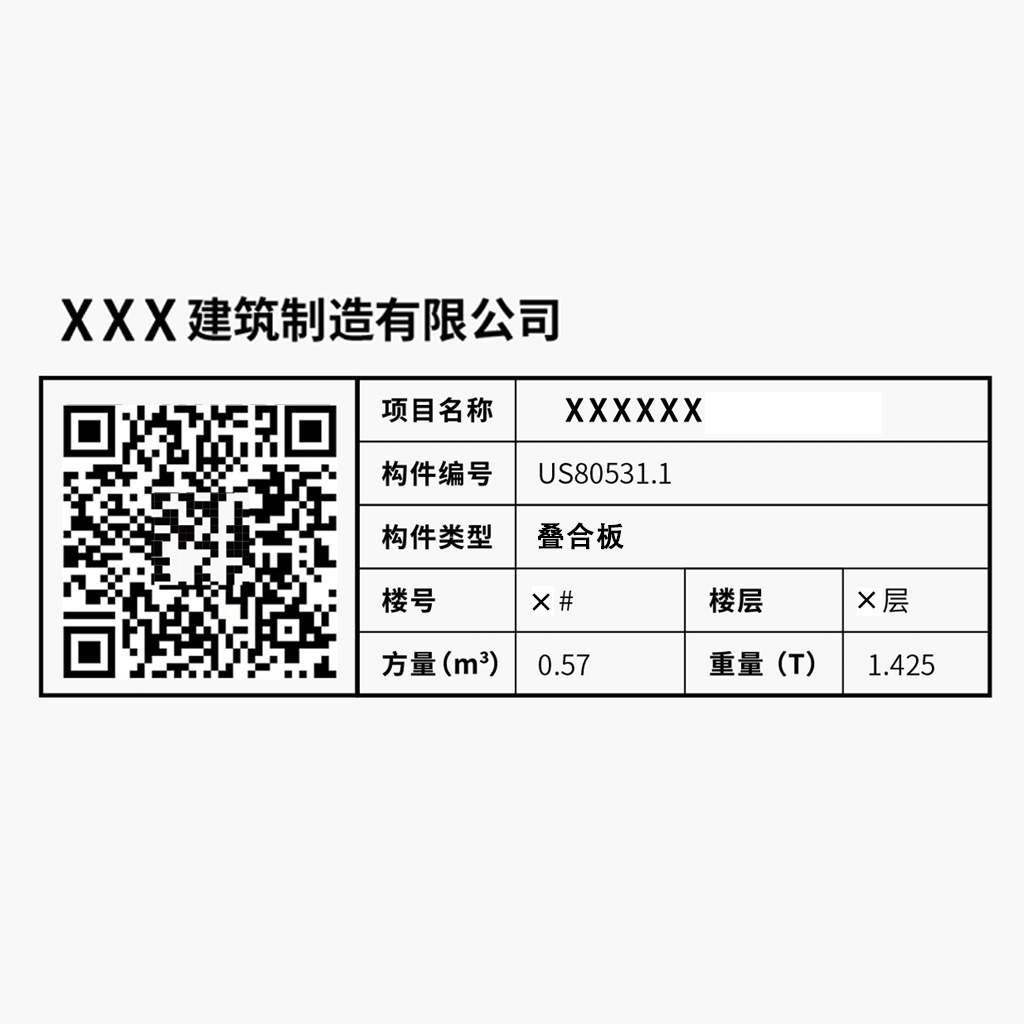 XXX建筑制造有限公司
项目名称 XXXXXX
构件编号 US80531.1
构件类型 叠合板
楼号 ×# 楼层 ×层
方量(m³) 0.57 重量(T) 1.425